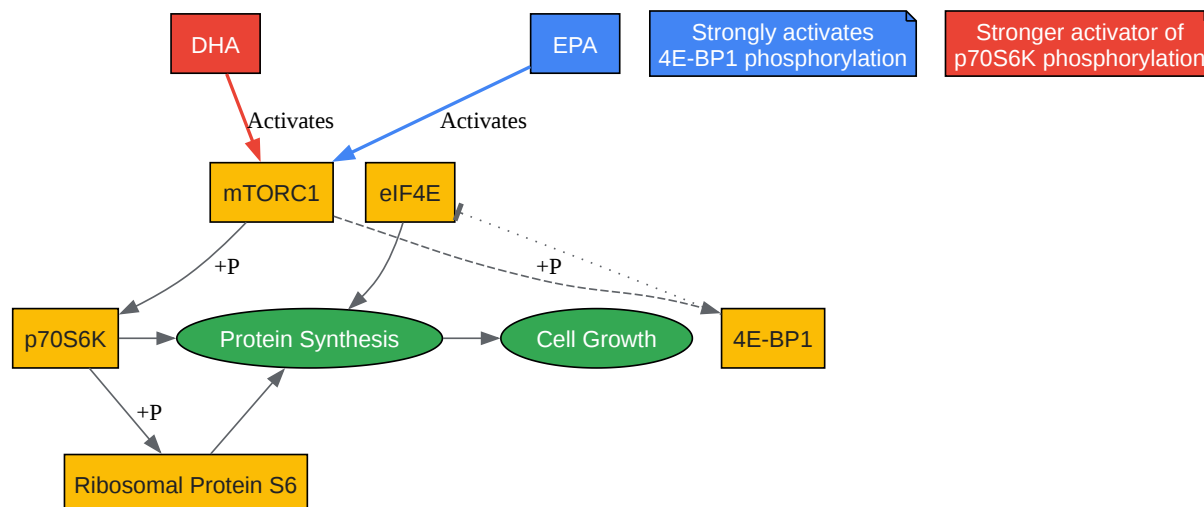 DHA
EPA
Strongly activates
4E-BP1 phosphorylation
Stronger activator of
p70S6K phosphorylation
Activates
Activates
mTORC1
eIF4E
+P
+P
p70S6K
Protein Synthesis
Cell Growth
4E-BP1
+P
Ribosomal Protein S6